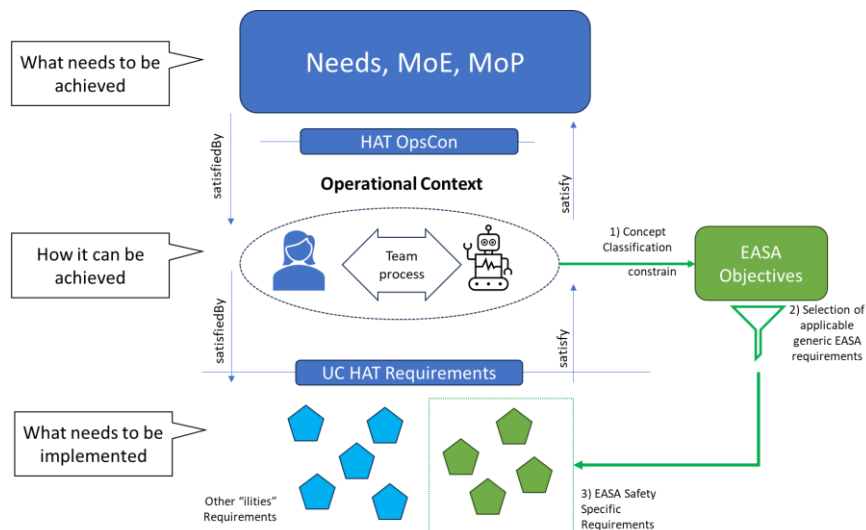 What needs to be
achieved
Needs, MoE, MoP
satisfiedBy
HAT OpsCon
satisfy
Operational Context
How it can be
achieved
Team
process
1) Concept
Classification
constrain
EASA
Objectives
2) Selection of
applicable
generic EASA
requirements
satisfiedBy
satisfy
UC HAT Requirements
What needs to be
implemented
Other “ilities”
Requirements
3) EASA Safety
Specific
Requirements